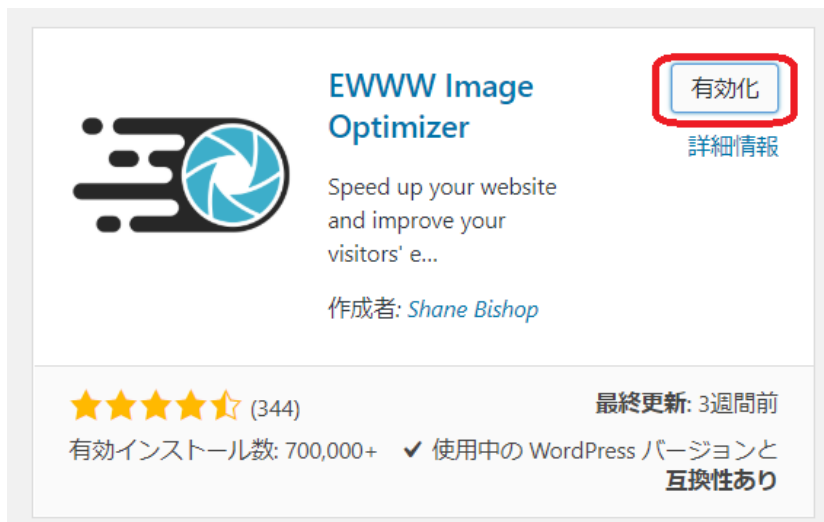 EWWW Image
Optimizer
有効化
詳細情報
Speed up your website
and improve your
visitors' e...
作成者: Shane Bishop
(344)
最終更新: 3週間前
有効インストール数: 700,000+
✔ 使用中の WordPress バージョンと
互換性あり